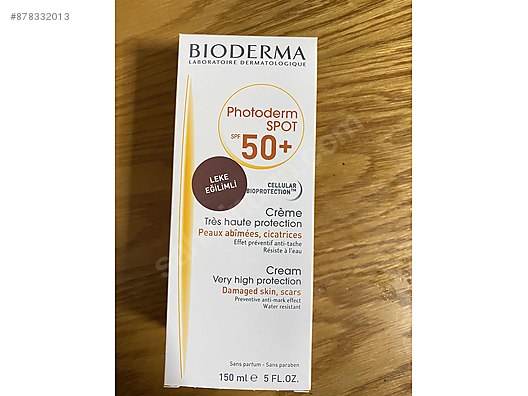 #878332013
BIODERMA
LABORATOIRE DERMATOLOGIQUE
Photoderm
SPOT
SPF 50+
LEKE
EĞİLİMLİ
CELLULAR
BIOPROTECTION™
Crème
Très haute protection
Peaux abîmées, cicatrices
Effet préventif anti-tache
Résiste à l'eau
Cream
Very high protection
Damaged skin, scars
Preventive anti-mark effect
Water resistant
Sans parfum - Sans paraben
150 ml e 5 FL.OZ.